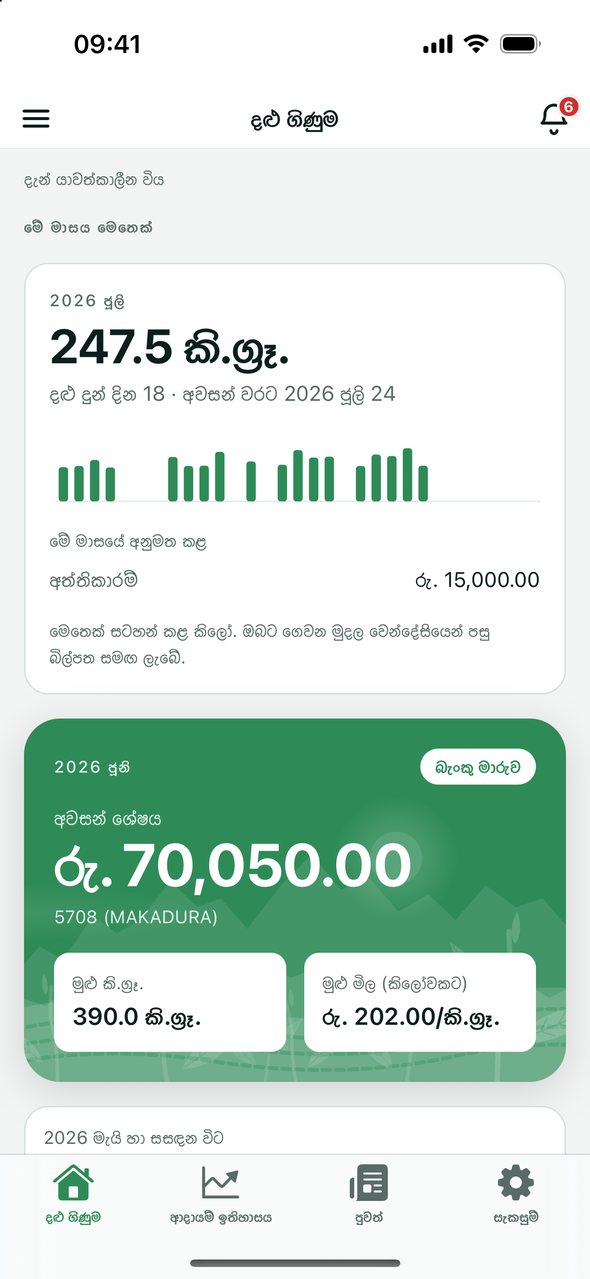 09:41
දළු ගිණුම
6
දැන් යාවත්කාලීන විය
මේ මාසය මෙතෙක්
2026 ජූලි
247.5 කි.ග්‍රෑ.
දළු දුන් දින 18 · අවසන් වරට 2026 ජූලි 24
මේ මාසයේ අනුමත කළ
අත්තිකාරම් රු. 15,000.00
මෙතෙක් සටහන් කළ කිලෝ. ඔබට ගෙවන මුදල වෙන්දේසියෙන් පසු
බිල්පත සමඟ ලැබේ.
2026 ජූනි
බැංකු මාරුව
අවසන් ශේෂය
රු. 70,050.00
5708 (MAKADURA)
මුළු කි.ග්‍රෑ.
390.0 කි.ග්‍රෑ.
මුළු මිල (කිලෝවකට)
රු. 202.00/කි.ග්‍රෑ.
2026 මැයි හා සසඳන විට
දළු ගිණුම
ආදායම් ඉතිහාසය
පුවත්
සැකසුම්